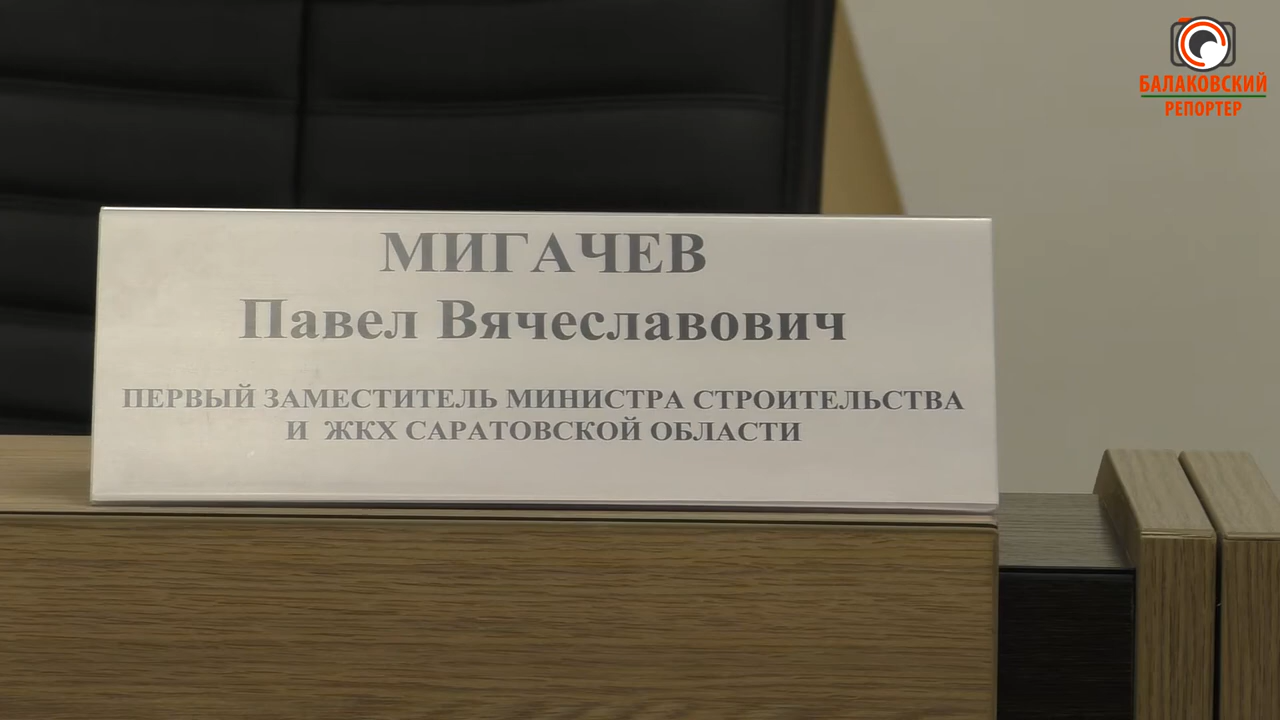 БАЛАКОВСКИЙ
РЕПОРТЕР
МИГАЧЕВ
Павел Вячеславович
ПЕРВЫЙ ЗАМЕСТИТЕЛЬ МИНИСТРА СТРОИТЕЛЬСТВА
И ЖКХ САРАТОВСКОЙ ОБЛАСТИ